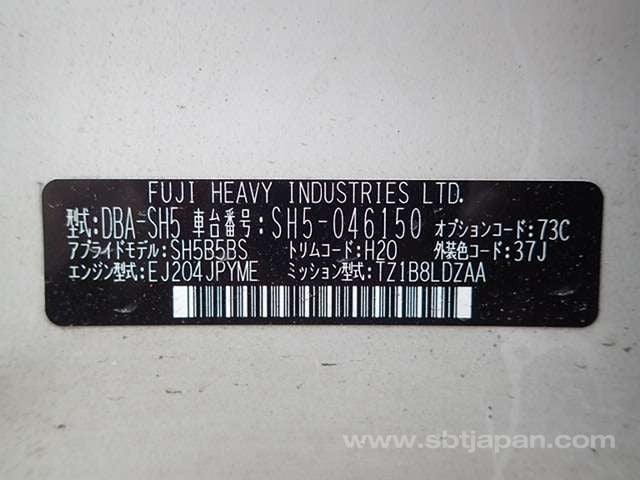 FUJI HEAVY INDUSTRIES LTD.
型式:DBA-SH5 車台番号:SH5-046150 オプションコード:73C
アプライドモデル:SH5B5BS トリムコード:H20 外装色コード:37J
エンジン型式:EJ204JPYME ミッション型式:TZ1B8LDZAA
www.sbtjapan.com